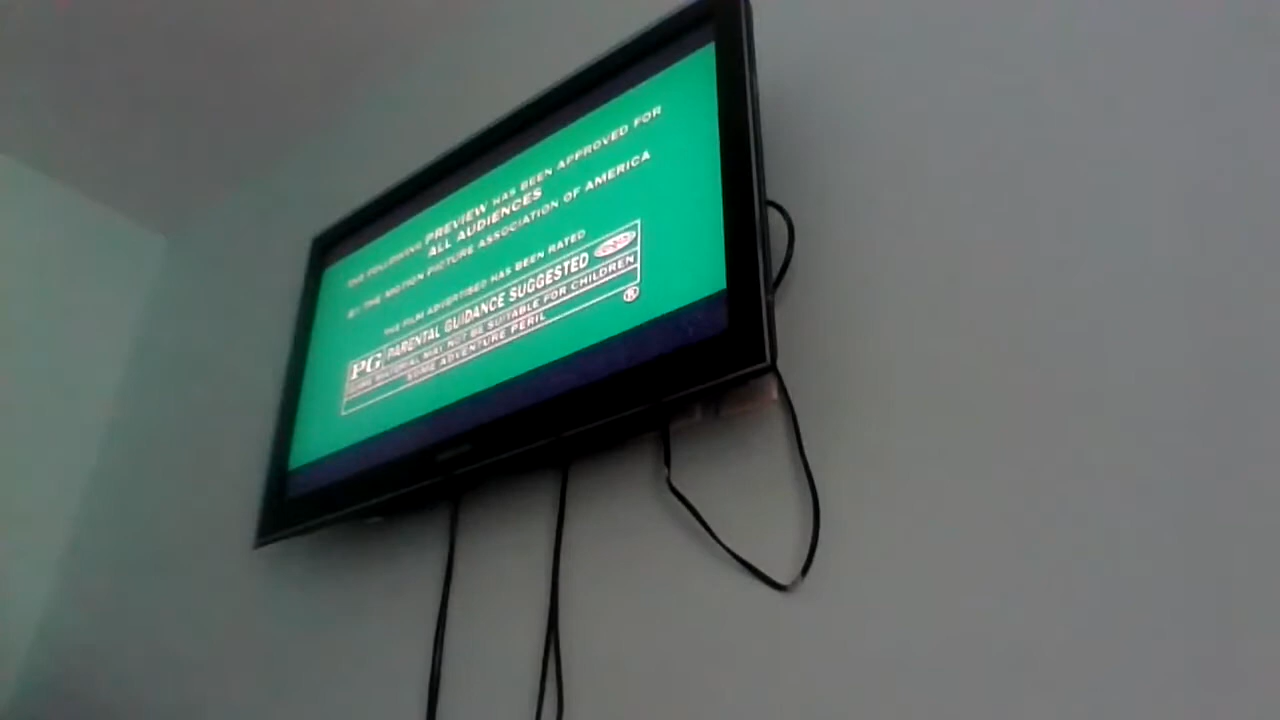 THE FOLLOWING PREVIEW HAS BEEN APPROVED FOR
ALL AUDIENCES
BY THE MOTION PICTURE ASSOCIATION OF AMERICA
THE FILM ADVERTISED HAS BEEN RATED
PG PARENTAL GUIDANCE SUGGESTED
SOME MATERIAL MAY NOT BE SUITABLE FOR CHILDREN
SOME ADVENTURE PERIL
®